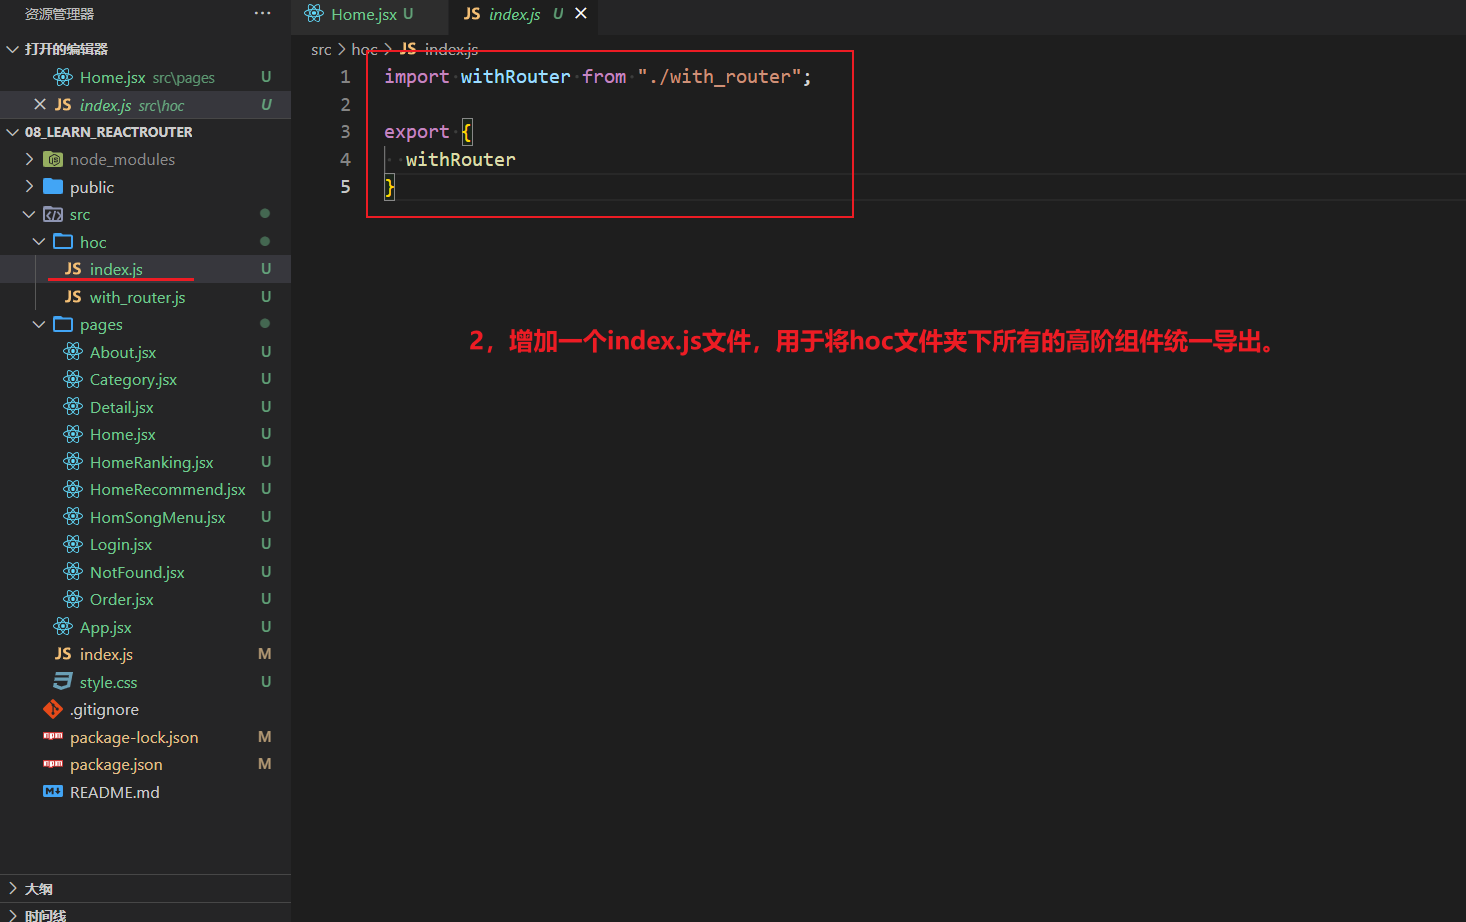 资源管理器
打开的编辑器
Home.jsx src\pages U
index.js src\hoc U
08_LEARN_REACTROUTER
node_modules
public
src
hoc
index.js U
with_router.js U
pages
About.jsx U
Category.jsx U
Detail.jsx U
Home.jsx U
HomeRanking.jsx U
HomeRecommend.jsx U
HomSongMenu.jsx U
Login.jsx U
NotFound.jsx U
Order.jsx U
App.jsx U
JS index.js M
style.css U
.gitignore
package-lock.json M
package.json M
README.md
大纲
时间线
Home.jsx U
JS index.js U
src > hoc > JS index.js
1 import withRouter from "./with_router";
2
3 export {
4 withRouter
5 }
2，增加一个index.js文件，用于将hoc文件夹下所有的高阶组件统一导出。